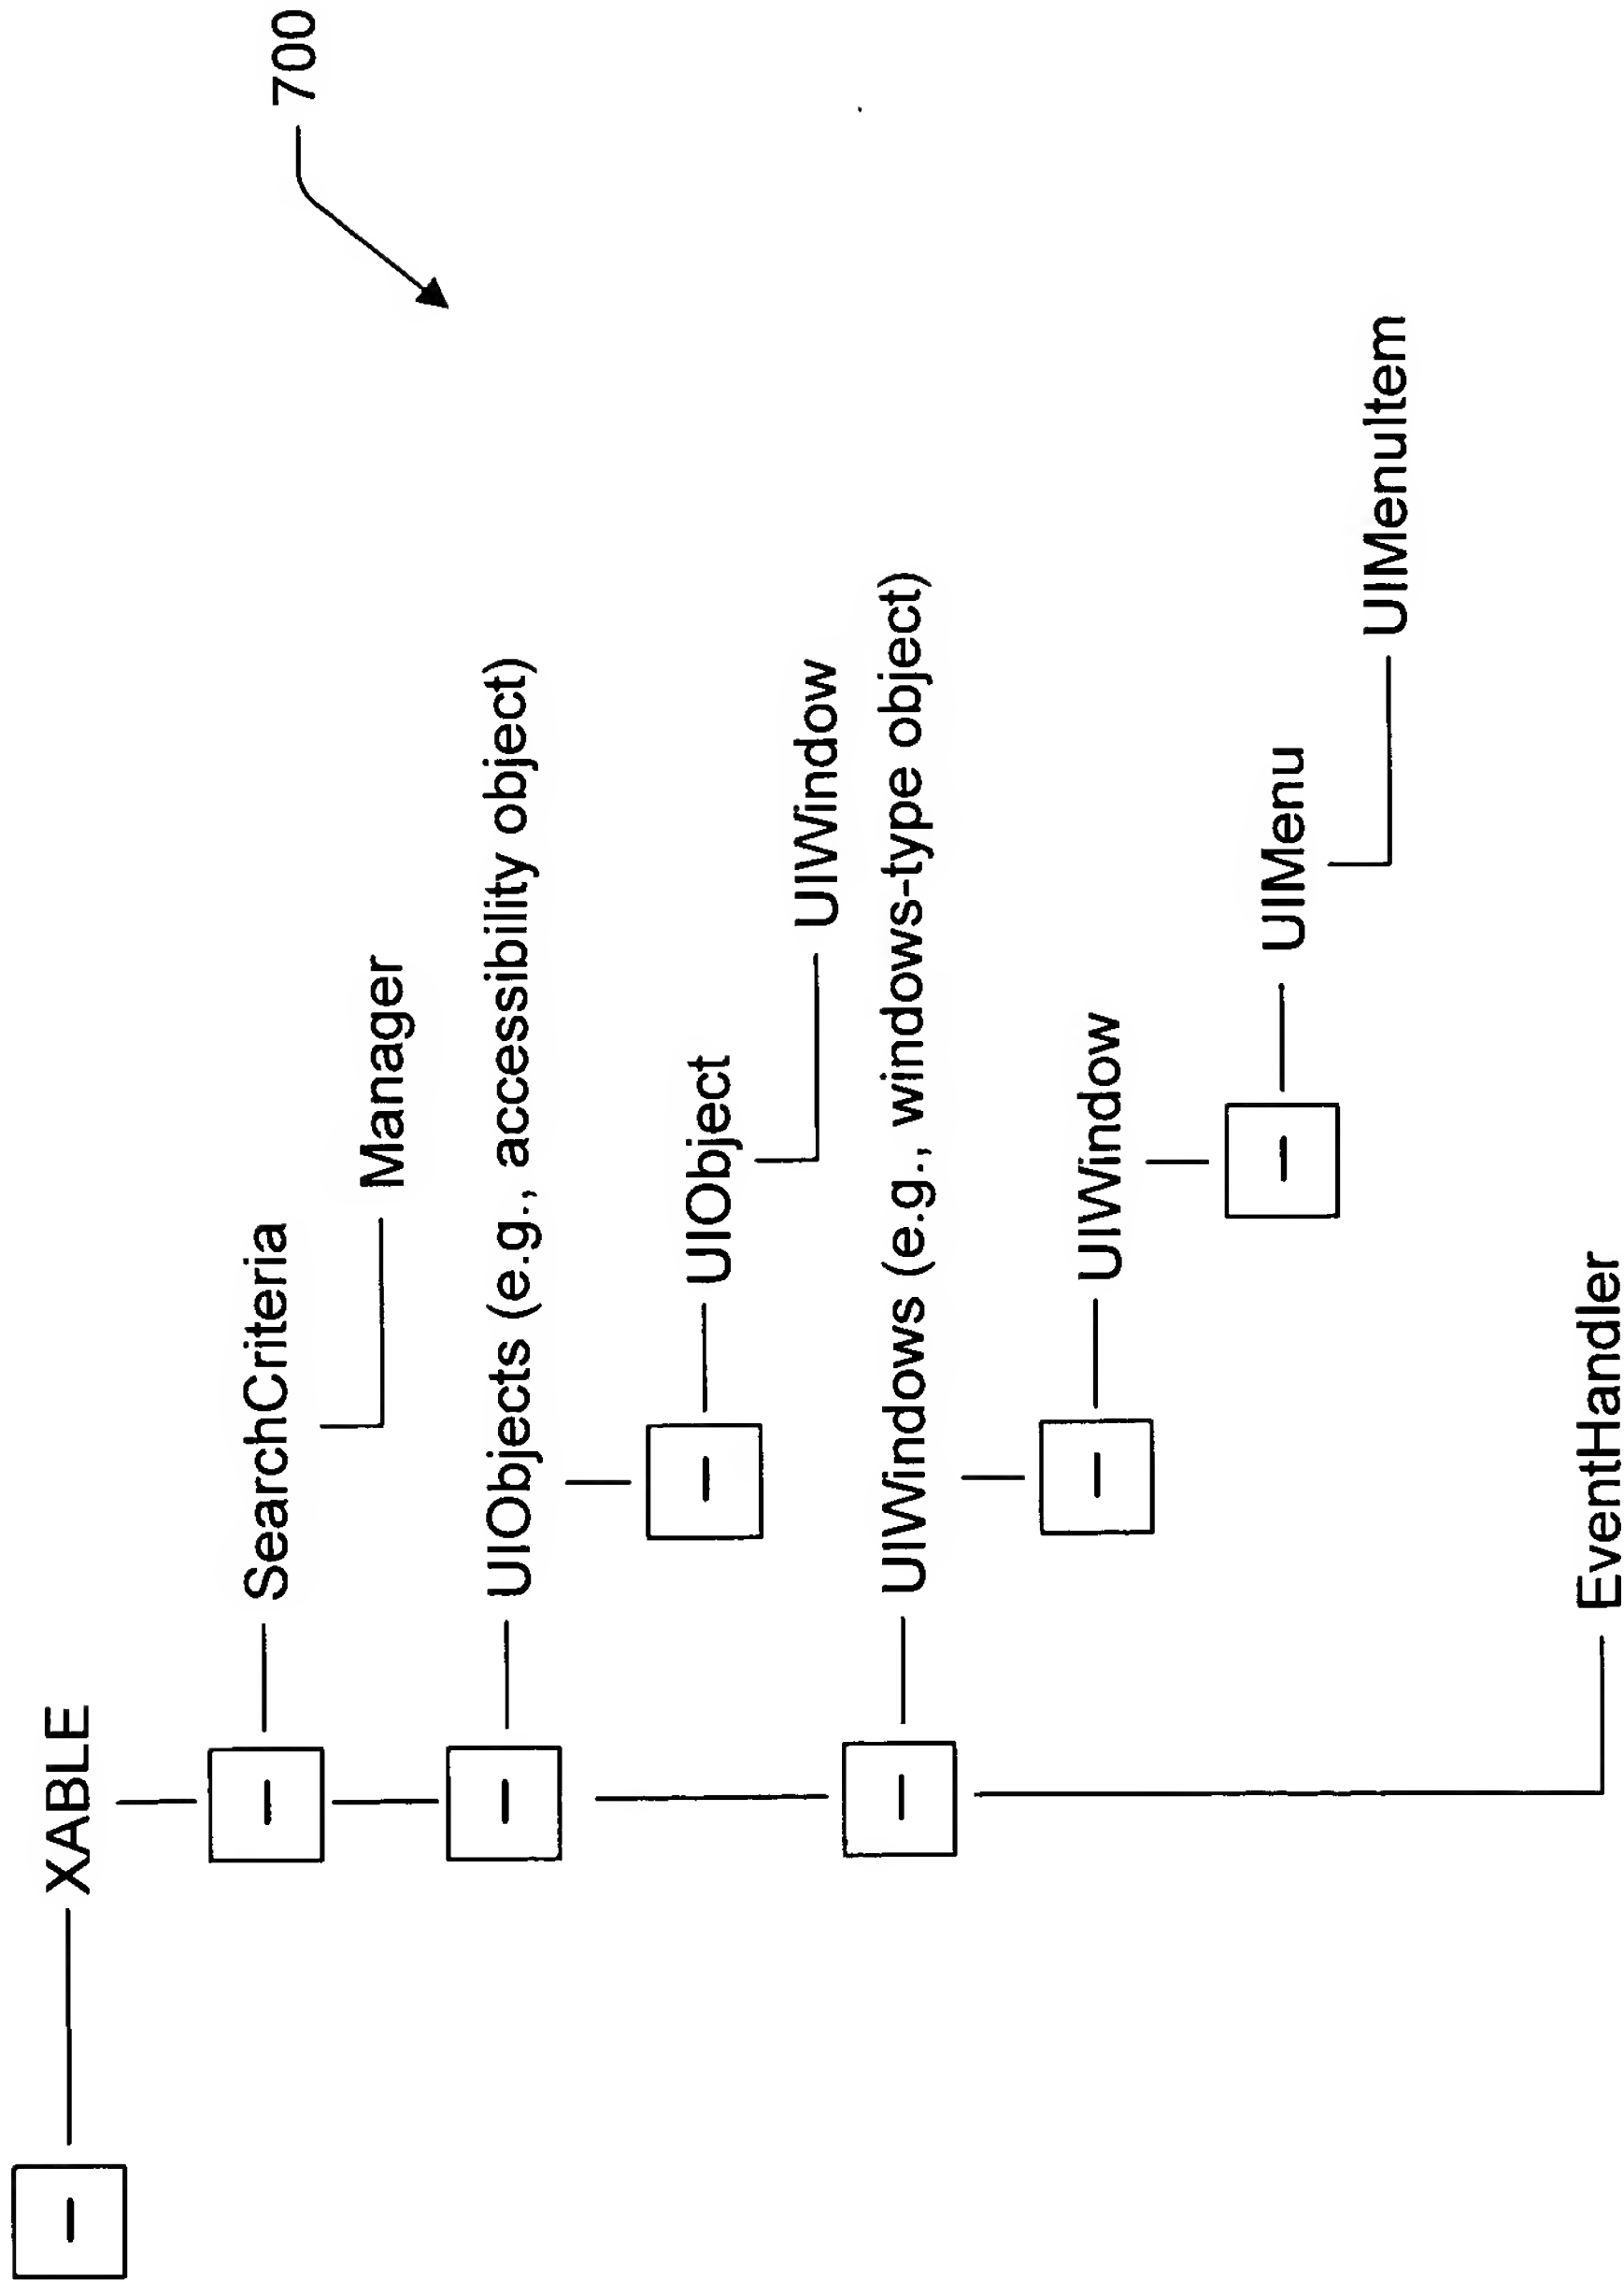 XABLE
SearchCriteria
Manager
UIObjects (e.g., accessibility object)
UIObject
UIWindow
UIWindows (e.g., windows-type object)
UIWindow
UIMenu
UIMenuItem
EventHandler
700